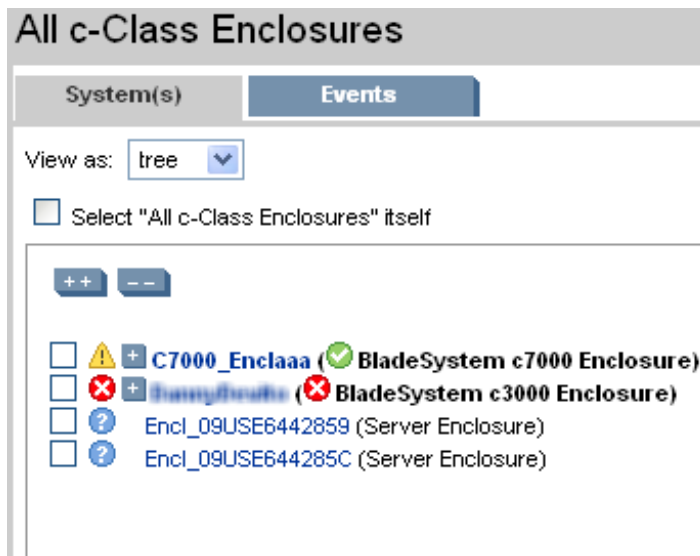 All c-Class Enclosures
System(s) Events
View as: tree
Select "All c-Class Enclosures" itself
++ --
+ C7000_Enclaaa ( BladeSystem c7000 Enclosure)
+ ( BladeSystem c3000 Enclosure)
? Encl_09USE6442859 (Server Enclosure)
? Encl_09USE644285C (Server Enclosure)